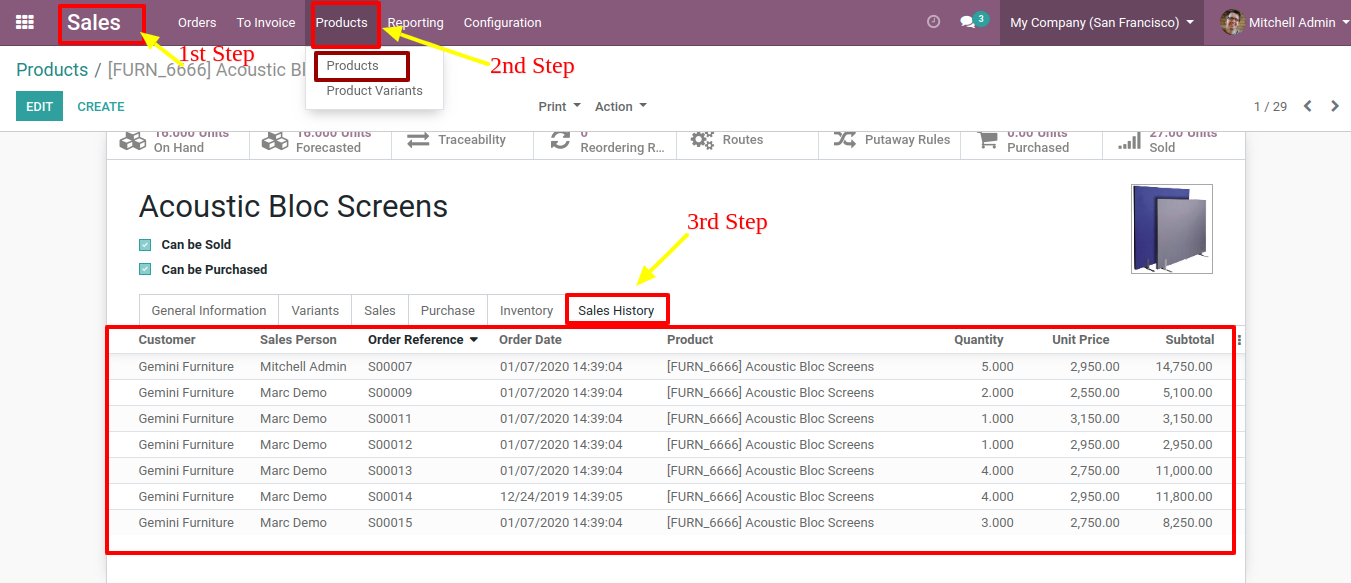 Sales Orders To Invoice Products Reporting Configuration 3 My Company (San Francisco) Mitchell Admin
1st Step
2nd Step
Products / [FURN_6666] Acoustic Bl
Products
Product Variants
EDIT CREATE Print Action 1 / 29
16.000 Units
On Hand
16.000 Units
Forecasted
Traceability
0
Reordering R...
Routes
Putaway Rules
0.00 Units
Purchased
27.00 Units
Sold
Acoustic Bloc Screens
Can be Sold
Can be Purchased
3rd Step
General Information Variants Sales Purchase Inventory Sales History
Customer Sales Person Order Reference Order Date Product Quantity Unit Price Subtotal
Gemini Furniture Mitchell Admin S00007 01/07/2020 14:39:04 [FURN_6666] Acoustic Bloc Screens 5.000 2,950.00 14,750.00
Gemini Furniture Marc Demo S00009 01/07/2020 14:39:04 [FURN_6666] Acoustic Bloc Screens 2.000 2,550.00 5,100.00
Gemini Furniture Marc Demo S00011 01/07/2020 14:39:04 [FURN_6666] Acoustic Bloc Screens 1.000 3,150.00 3,150.00
Gemini Furniture Marc Demo S00012 01/07/2020 14:39:04 [FURN_6666] Acoustic Bloc Screens 1.000 2,950.00 2,950.00
Gemini Furniture Marc Demo S00013 01/07/2020 14:39:04 [FURN_6666] Acoustic Bloc Screens 4.000 2,750.00 11,000.00
Gemini Furniture Marc Demo S00014 12/24/2019 14:39:05 [FURN_6666] Acoustic Bloc Screens 4.000 2,950.00 11,800.00
Gemini Furniture Marc Demo S00015 01/07/2020 14:39:04 [FURN_6666] Acoustic Bloc Screens 3.000 2,750.00 8,250.00